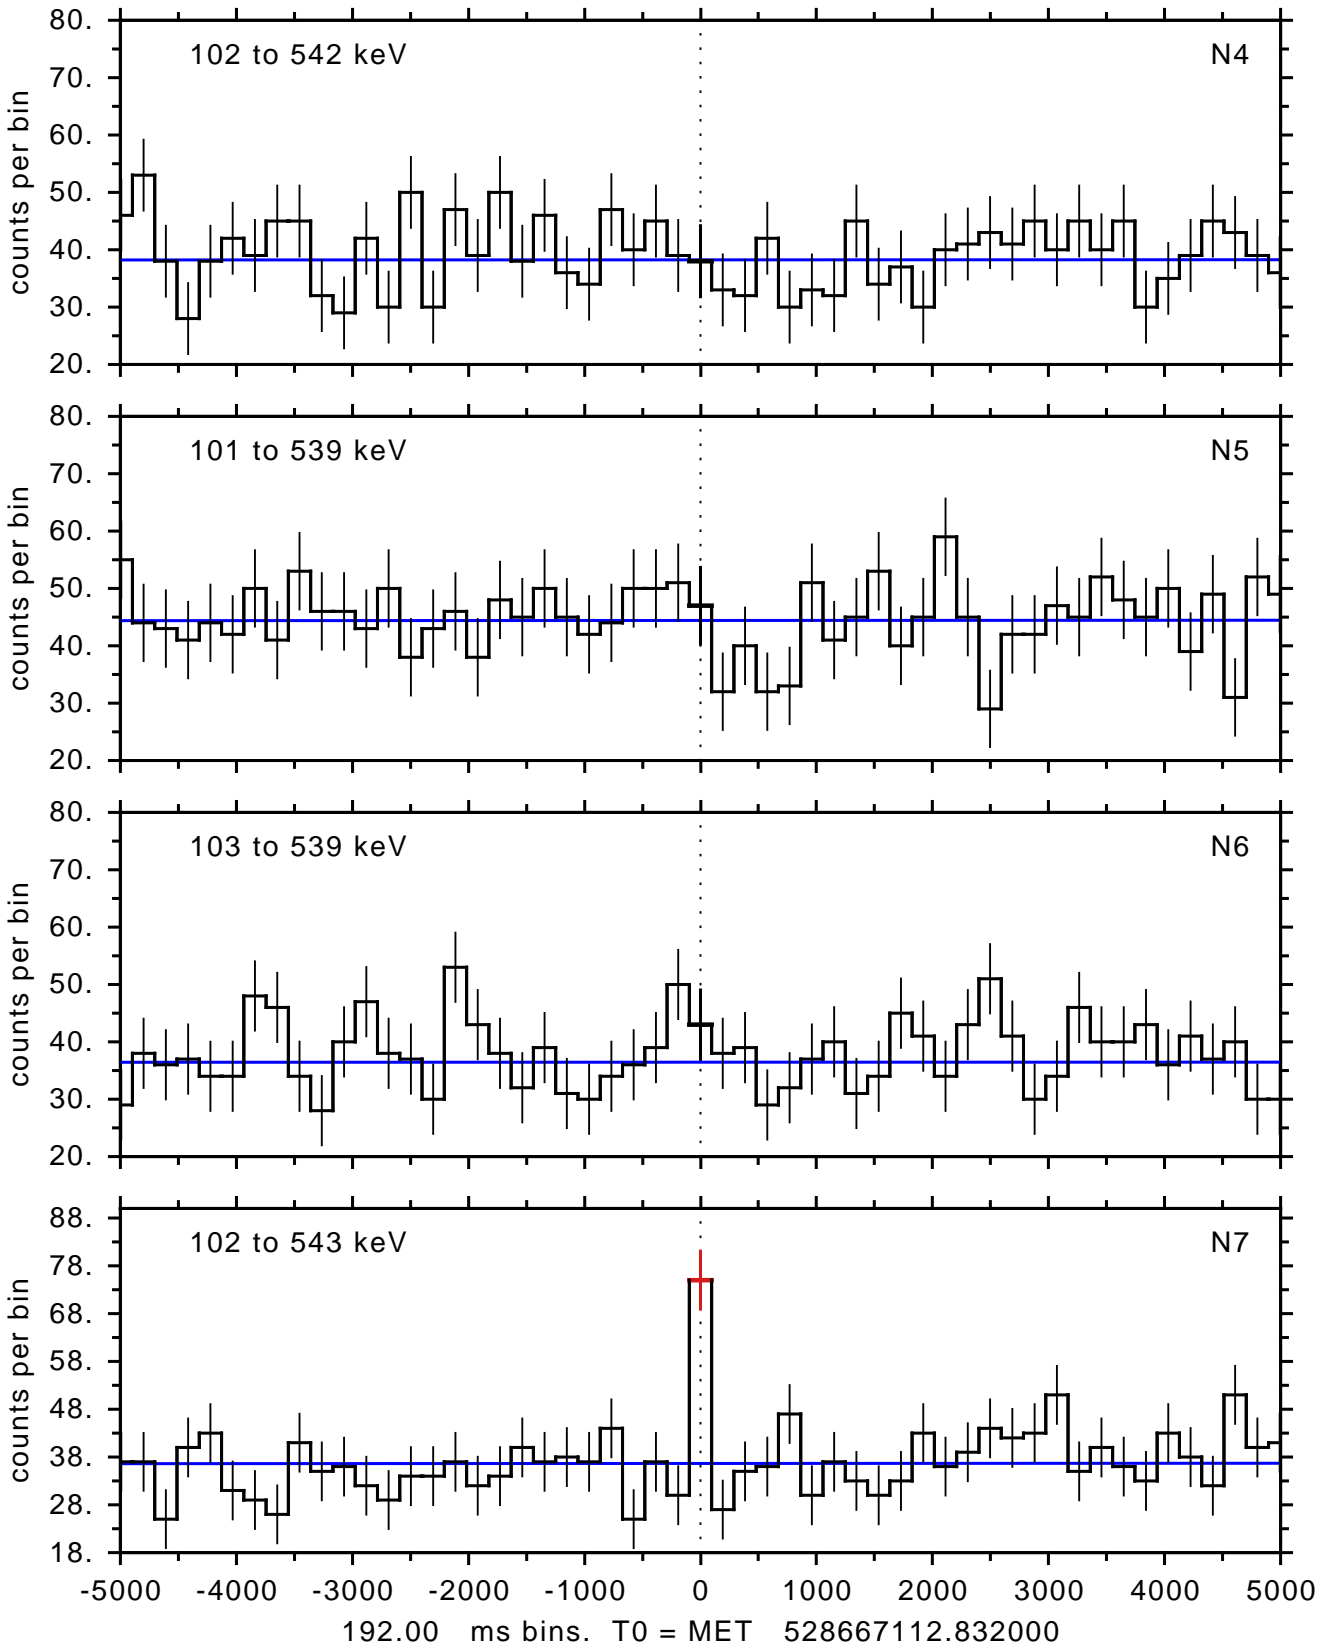 80.
102 to 542 keV N4
70.
60.
50.
40.
30.
20.
counts per bin
80.
101 to 539 keV N5
70.
60.
50.
40.
30.
20.
counts per bin
80.
103 to 539 keV N6
70.
60.
50.
40.
30.
20.
counts per bin
88.
102 to 543 keV N7
78.
68.
58.
48.
38.
28.
18.
counts per bin
-5000 -4000 -3000 -2000 -1000 0 1000 2000 3000 4000 5000
192.00 ms bins. T0 = MET 528667112.832000